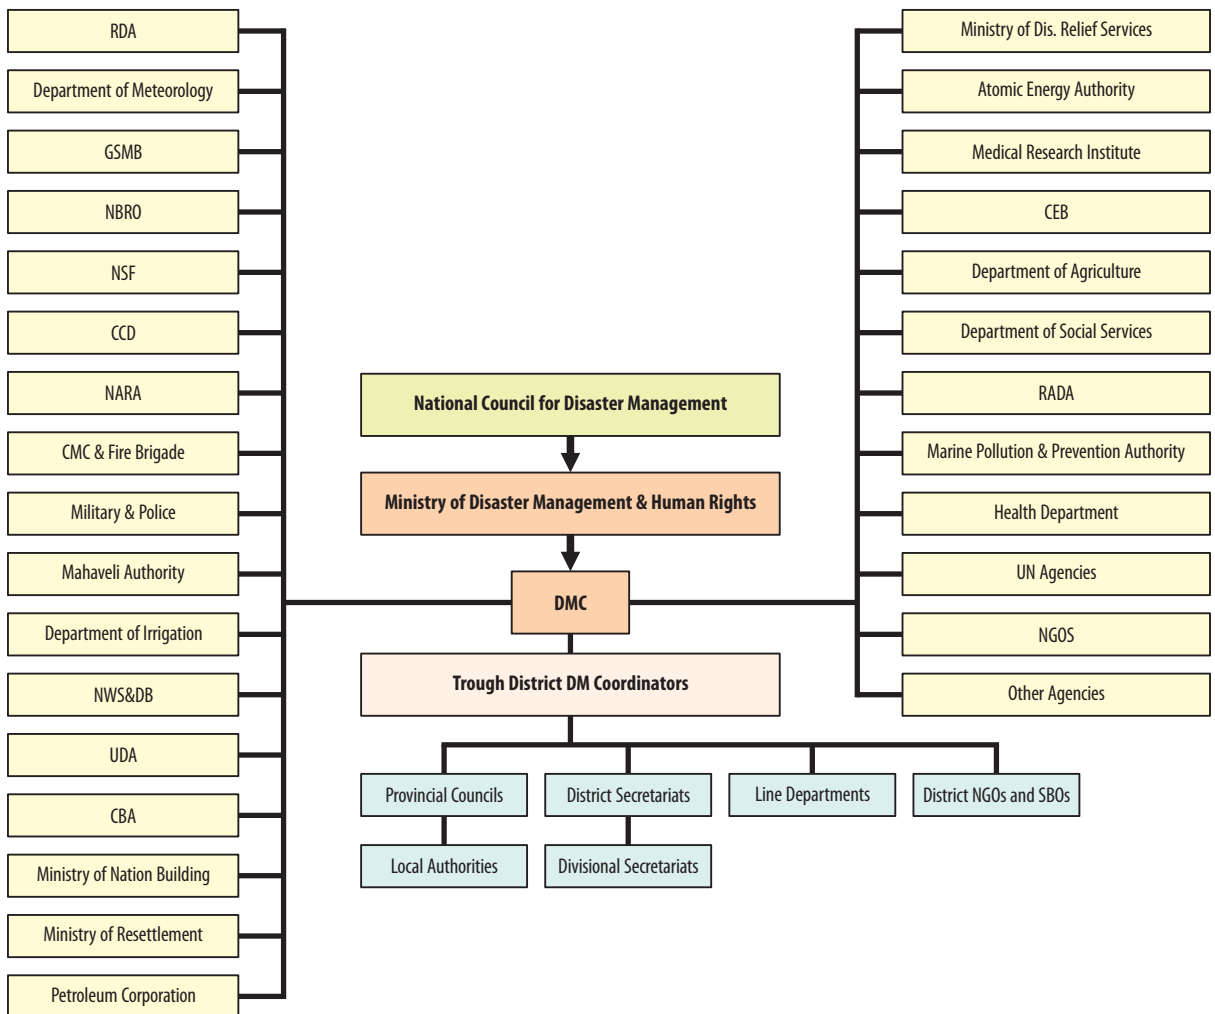 RDA
Department of Meteorology
GSMB
NBRO
NSF
CCD
NARA
CMC & Fire Brigade
Military & Police
Mahaveli Authority
Department of Irrigation
NWS&DB
UDA
CBA
Ministry of Nation Building
Ministry of Resettlement
Petroleum Corporation
National Council for Disaster Management
Ministry of Disaster Management & Human Rights
DMC
Trough District DM Coordinators
Provincial Councils
District Secretariats
Line Departments
District NGOs and SBOs
Local Authorities
Divisional Secretariats
Ministry of Dis. Relief Services
Atomic Energy Authority
Medical Research Institute
CEB
Department of Agriculture
Department of Social Services
RADA
Marine Pollution & Prevention Authority
Health Department
UN Agencies
NGOS
Other Agencies